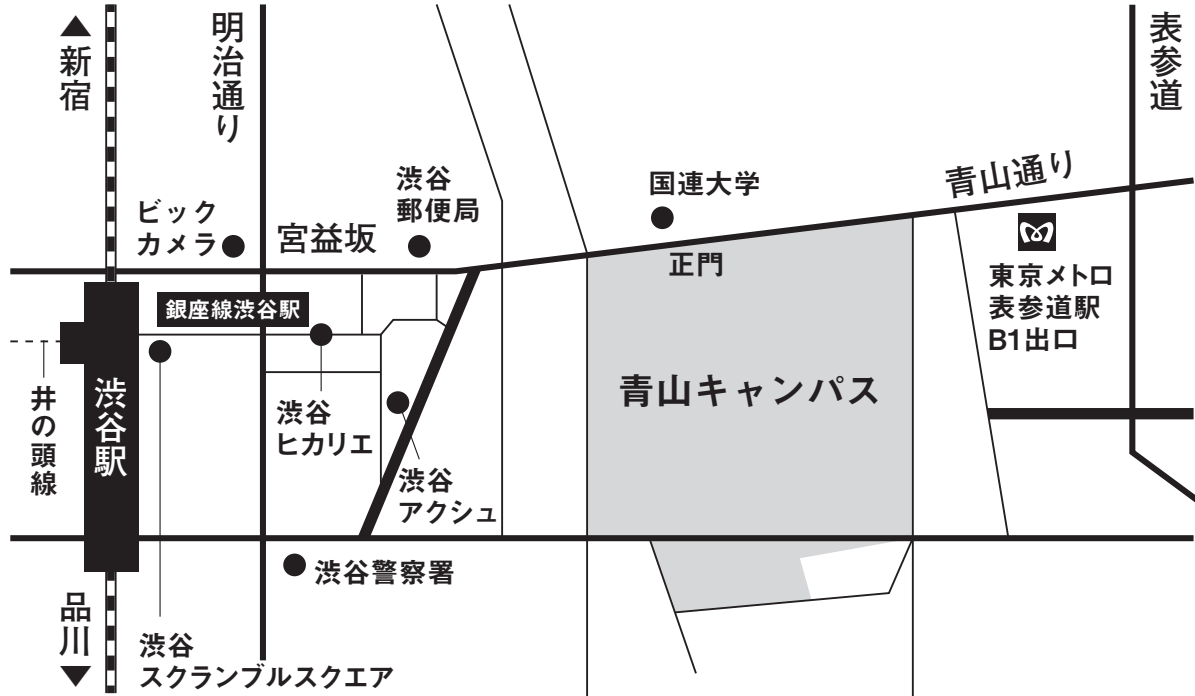 ▲新宿
明治通り
表参道
青山通り
国連大学
渋谷
郵便局
ビック
カメラ
宮益坂
正門
東京メトロ
表参道駅
B1出口
銀座線渋谷駅
青山キャンパス
井の頭線
渋谷駅
渋谷
ヒカリエ
渋谷
アクシュ
渋谷警察署
品川▼
渋谷
スクランブルスクエア